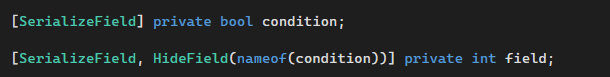 [SerializeField] private bool condition;
[SerializeField, HideField(nameof(condition))] private int field;